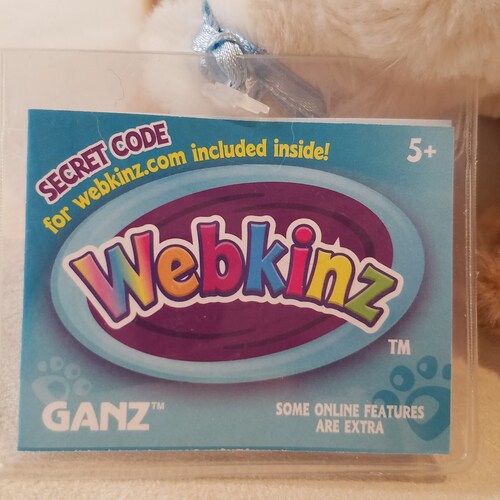 SECRET CODE
for webkinz.com included inside!
5+
Webkinz
TM
GANZ™
SOME ONLINE FEATURES
ARE EXTRA